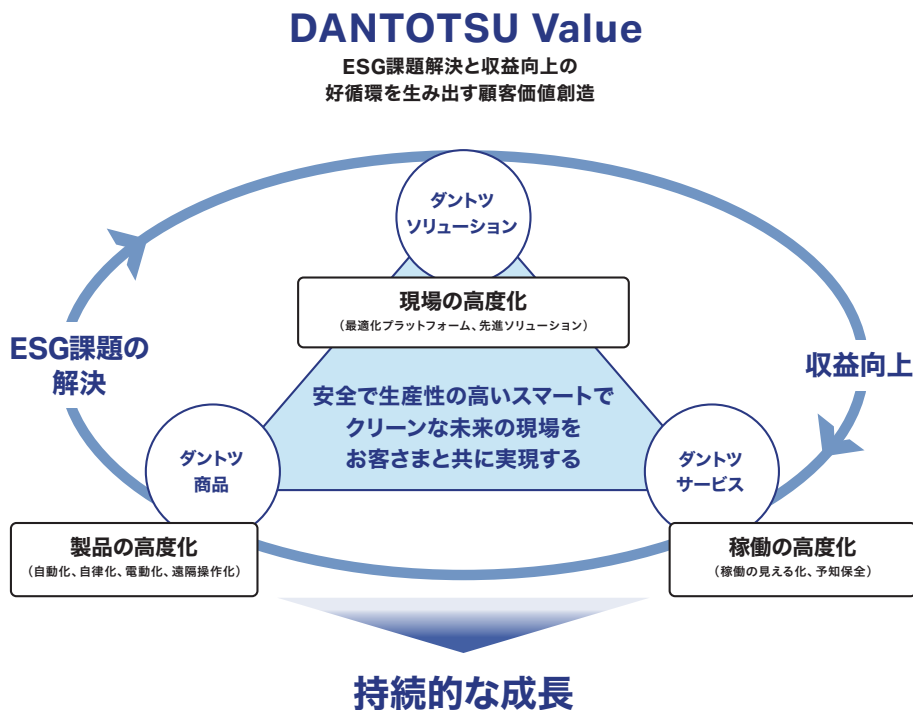 DANTOTSU Value
ESG課題解決と収益向上の
好循環を生み出す顧客価値創造
ダントツ
ソリューション
現場の高度化
（最適化プラットフォーム、先進ソリューション）
ESG課題の
解決
収益向上
安全で生産性の高いスマートで
クリーンな未来の現場を
お客さまと共に実現する
ダントツ
商品
製品の高度化
（自動化、自律化、電動化、遠隔操作化）
ダントツ
サービス
稼働の高度化
（稼働の見える化、予知保全）
持続的な成長